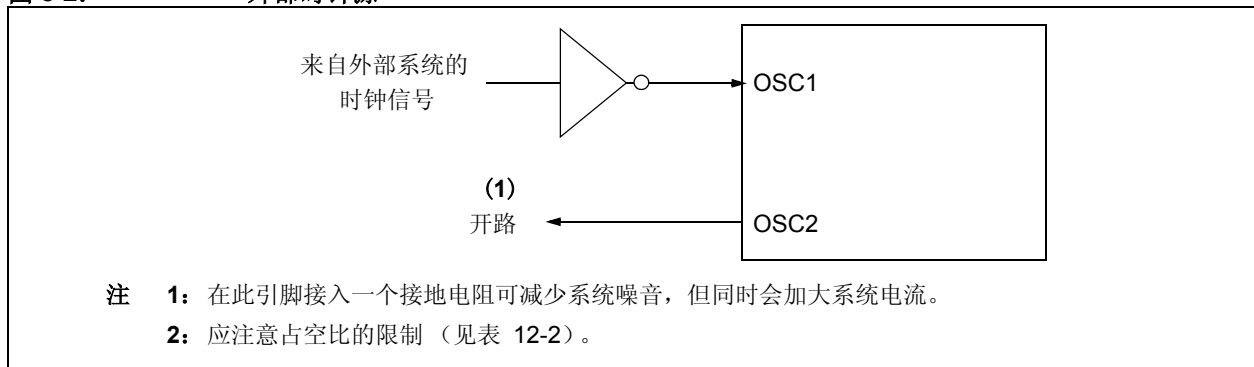 来自外部系统的
时钟信号
OSC1
(1)
开路
OSC2
注 1：在此引脚接入一个接地电阻可减少系统噪音，但同时会加大系统电流。
2：应注意占空比的限制 （见表 12-2）。